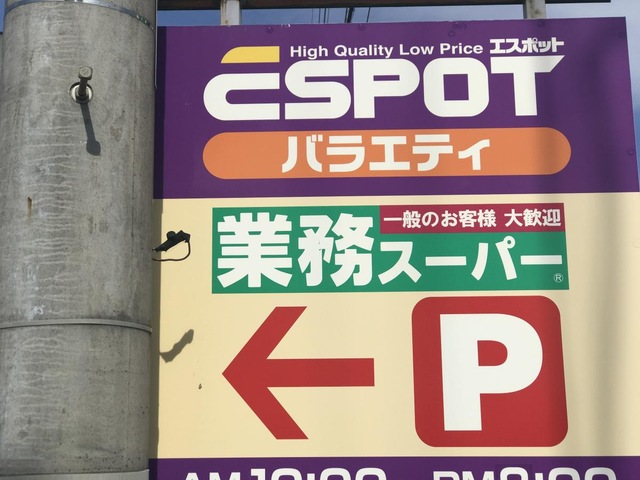 High Quality Low Price エスポット
ESPOT
バラエティ
一般のお客様 大歓迎
業務スーパー®
P